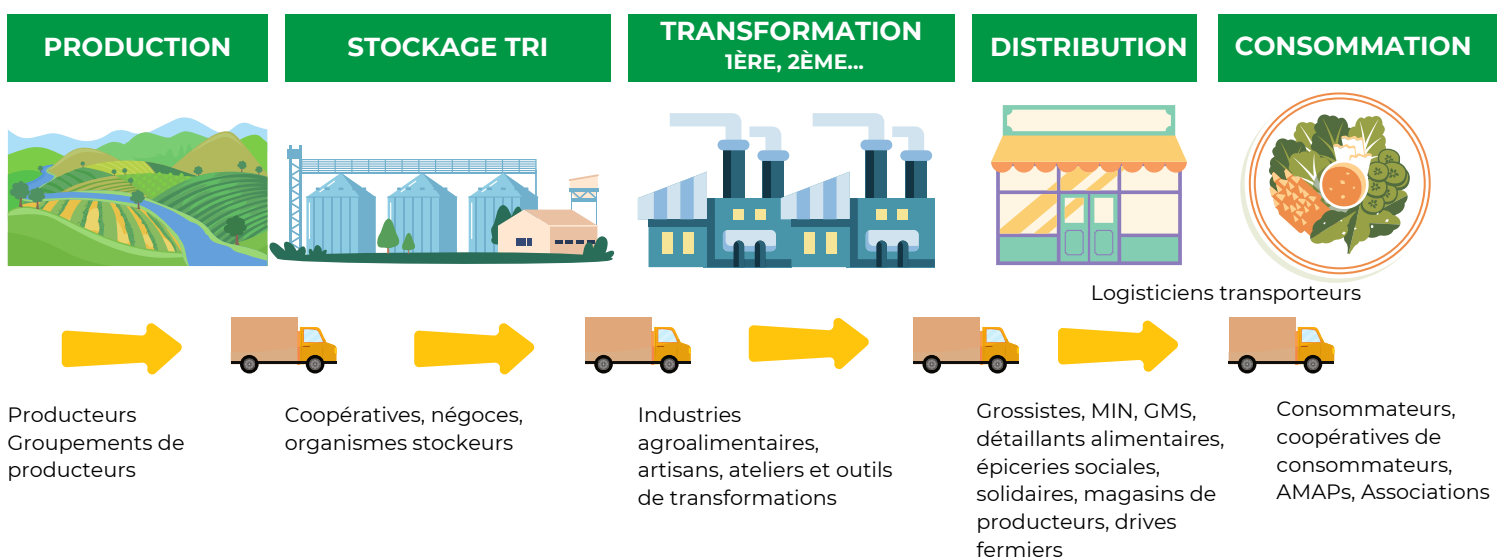 PRODUCTION
STOCKAGE TRI
TRANSFORMATION
1ÈRE, 2ÈME...
DISTRIBUTION
CONSOMMATION
Logisticiens transporteurs
Producteurs
Groupements de
producteurs
Coopératives, négoces,
organismes stockeurs
Industries
agroalimentaires,
artisans, ateliers et outils
de transformations
Grossistes, MIN, GMS,
détaillants alimentaires,
épiceries sociales,
solidaires, magasins de
producteurs, drives
fermiers
Consommateurs,
coopératives de
consommateurs,
AMAPs, Associations